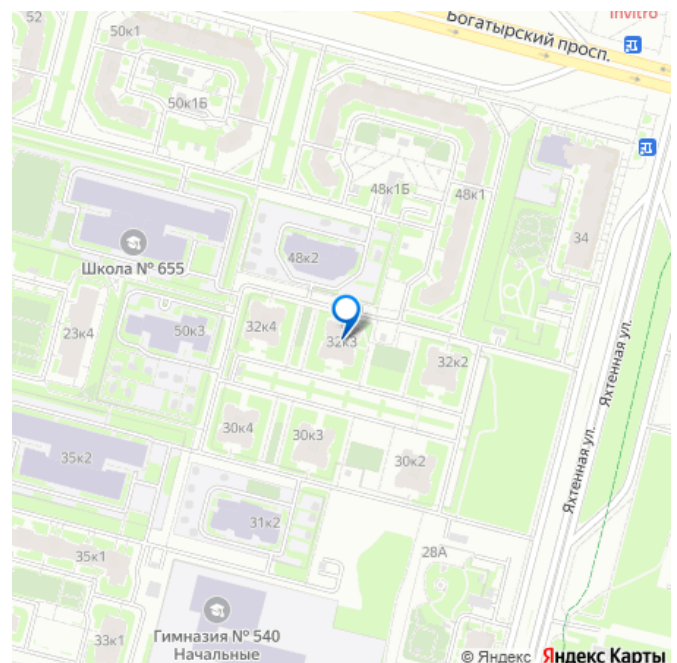 invitro
52
50к1
Богатырский просп.
50к1Б
48к1Б
48к1
34
48к2
Школа № 655
23к4
50к3
32к4
32к3
32к2
Яхтенная ул.
30к4
30к3
30к2
35к2
Яхтенная ул.
31к2
28А
35к1
Гимназия № 540
Начальные
33к1
© Яндекс Яндекс Карты